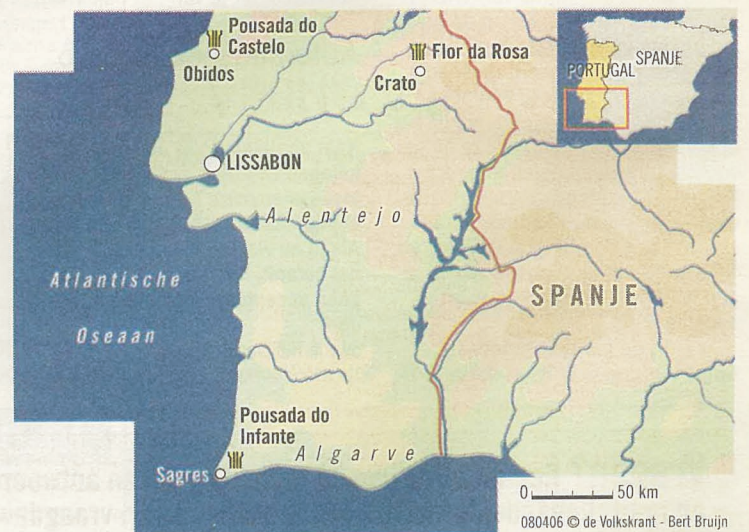 Pousada do
Castelo
Obidos
Flor da Rosa
Crato
PORTUGAL
SPANJE
LISSABON
Alentejo
Atlantische
Oseaan
SPANJE
Pousada do
Infante
Algarve
Sagres
0 50 km
080406 © de Volkskrant - Bert Bruijn